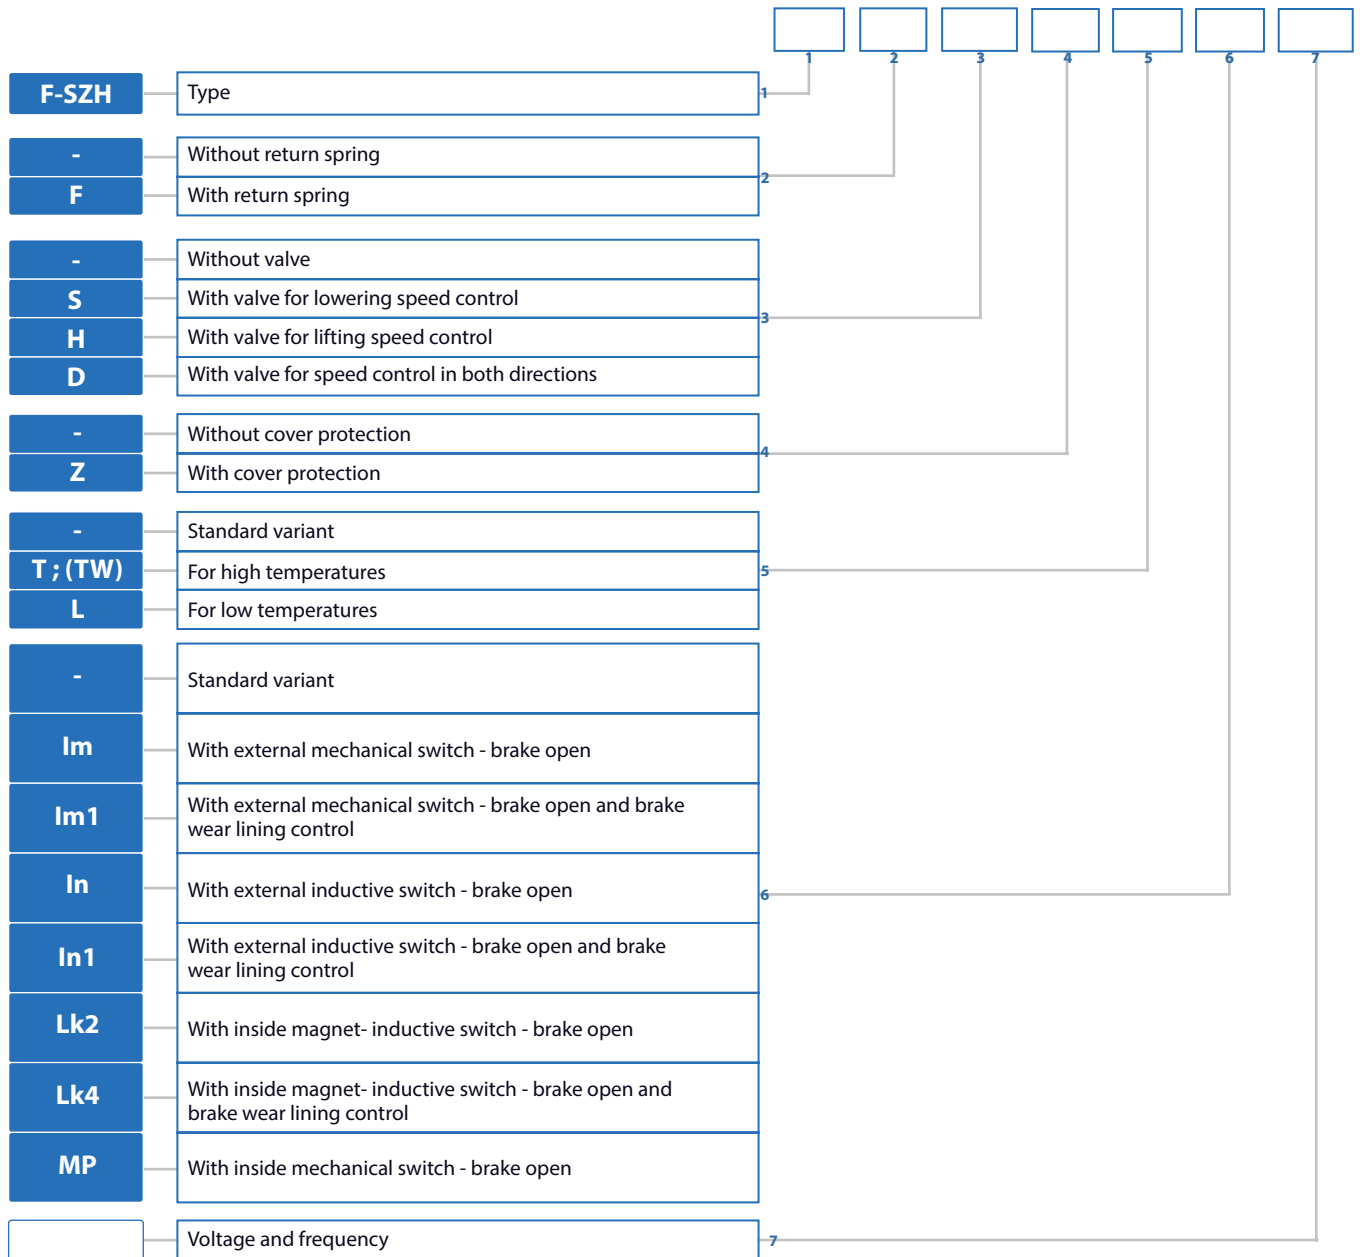 1 2 3 4 5 6 7
F-SZH Type 1
- Without return spring
2
F With return spring
- Without valve
S With valve for lowering speed control
3
H With valve for lifting speed control
D With valve for speed control in both directions
- Without cover protection
4
Z With cover protection
- Standard variant
T ; (TW) For high temperatures 5
L For low temperatures
- Standard variant
Im With external mechanical switch - brake open
Im1 With external mechanical switch - brake open and brake
wear lining control
In With external inductive switch - brake open 6
In1 With external inductive switch - brake open and brake
wear lining control
Lk2 With inside magnet- inductive switch - brake open
Lk4 With inside magnet- inductive switch - brake open and
brake wear lining control
MP With inside mechanical switch - brake open
Voltage and frequency 7